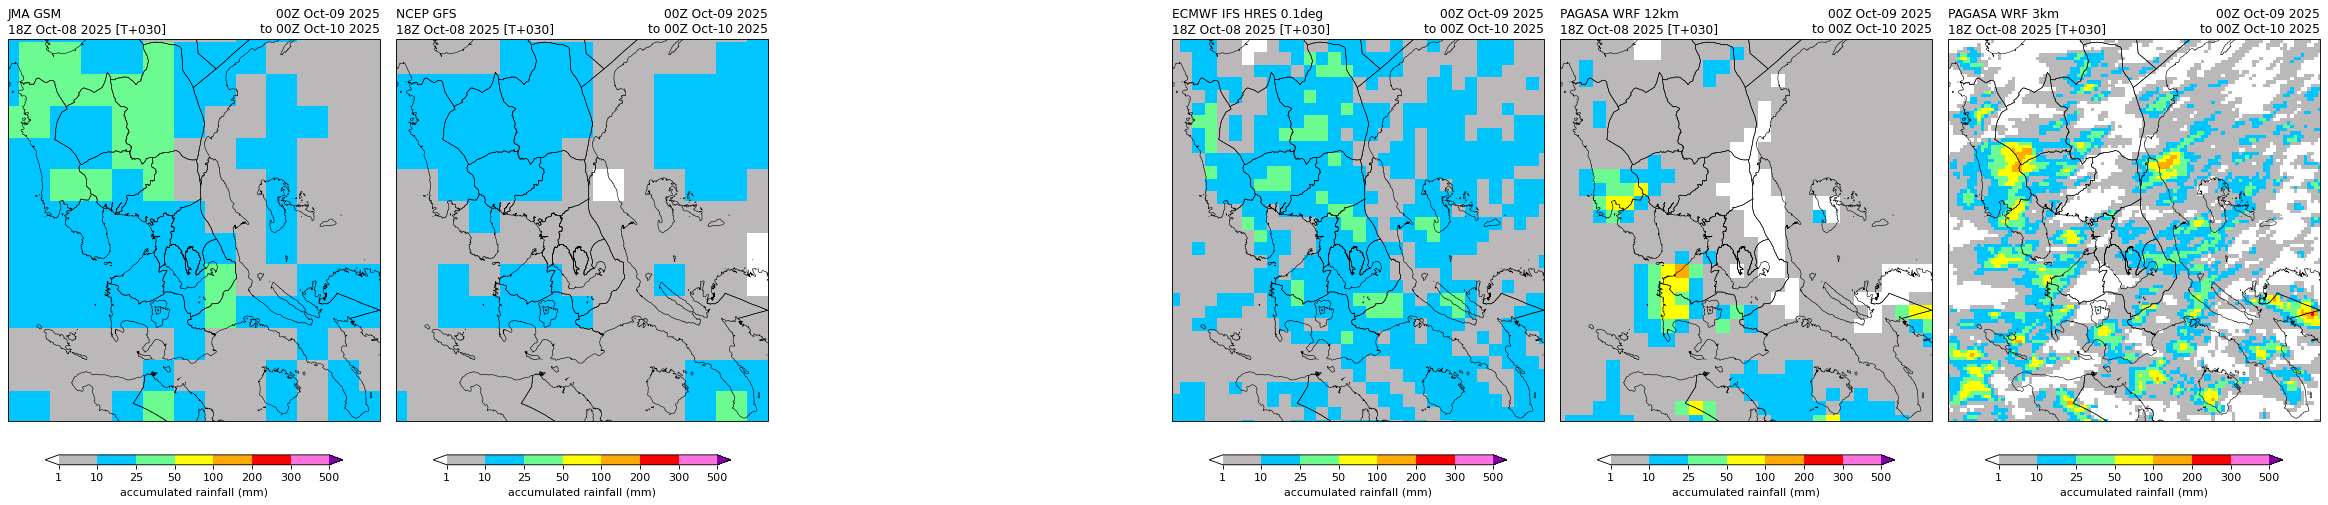 JMA GSM 00Z Oct-09 2025
18Z Oct-08 2025 [T+030] to 00Z Oct-10 2025
1 10 25 50 100 200 300 500
accumulated rainfall (mm)
NCEP GFS 00Z Oct-09 2025
18Z Oct-08 2025 [T+030] to 00Z Oct-10 2025
1 10 25 50 100 200 300 500
accumulated rainfall (mm)
ECMWF IFS HRES 0.1deg 00Z Oct-09 2025
18Z Oct-08 2025 [T+030] to 00Z Oct-10 2025
1 10 25 50 100 200 300 500
accumulated rainfall (mm)
PAGASA WRF 12km 00Z Oct-09 2025
18Z Oct-08 2025 [T+030] to 00Z Oct-10 2025
1 10 25 50 100 200 300 500
accumulated rainfall (mm)
PAGASA WRF 3km 00Z Oct-09 2025
18Z Oct-08 2025 [T+030] to 00Z Oct-10 2025
1 10 25 50 100 200 300 500
accumulated rainfall (mm)